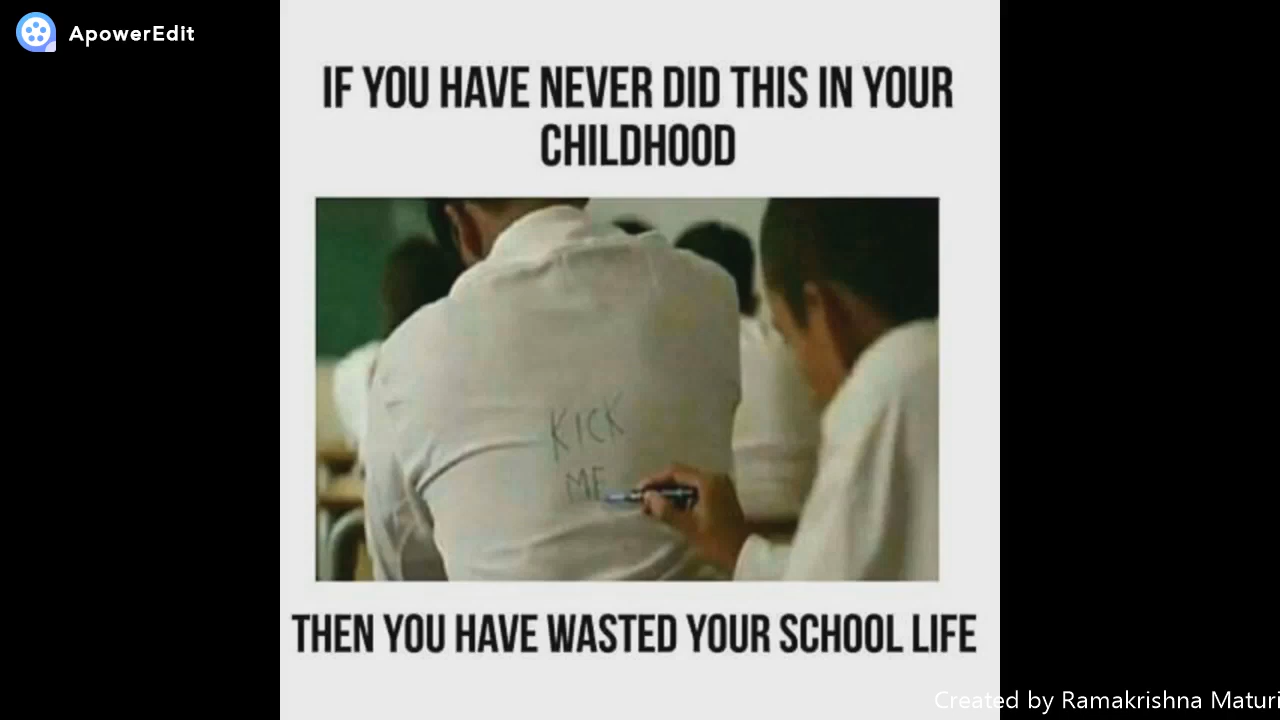 ApowerEdit
IF YOU HAVE NEVER DID THIS IN YOUR
CHILDHOOD
KICK
ME
THEN YOU HAVE WASTED YOUR SCHOOL LIFE
Created by Ramakrishna Maturi